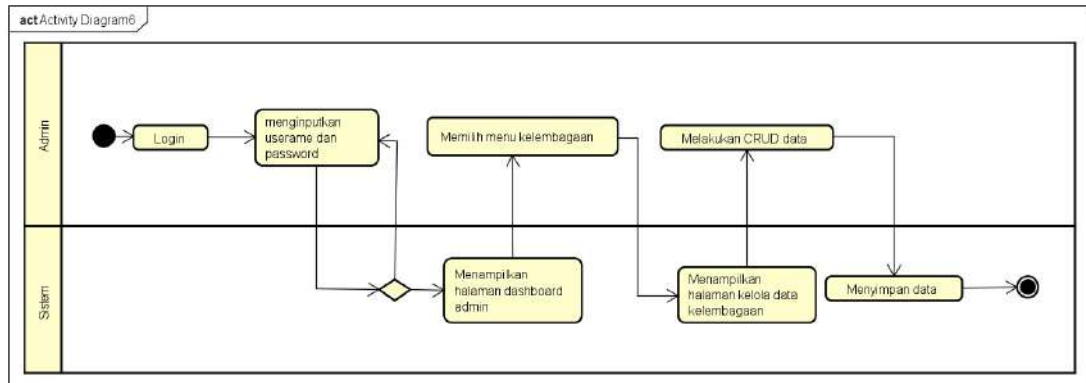 act Activity Diagram6
Admin
Login
menginputkan
userame dan
password
Memilih menu kelembagaan
Melakukan CRUD data
Sistem
Menampilkan
halaman dashboard
admin
Menampilkan
halaman kelola data
kelembagaan
Menyimpan data